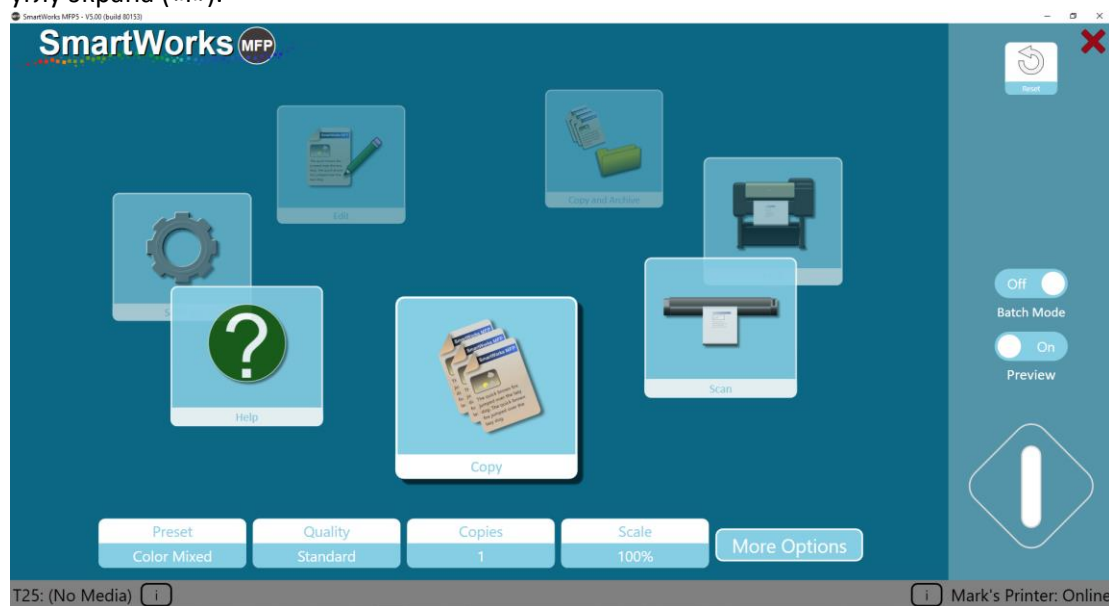 углу экрана (
SmartWorks MFP5 - V5.00 (build 80153)
SmartWorks MFP
Reset
Edit
Copy and Archive
Help
Scan
Copy
Off
Batch Mode
On
Preview
Preset
Color Mixed
Quality
Standard
Copies
1
Scale
100%
More Options
T25: (No Media) i
i Mark's Printer: Online